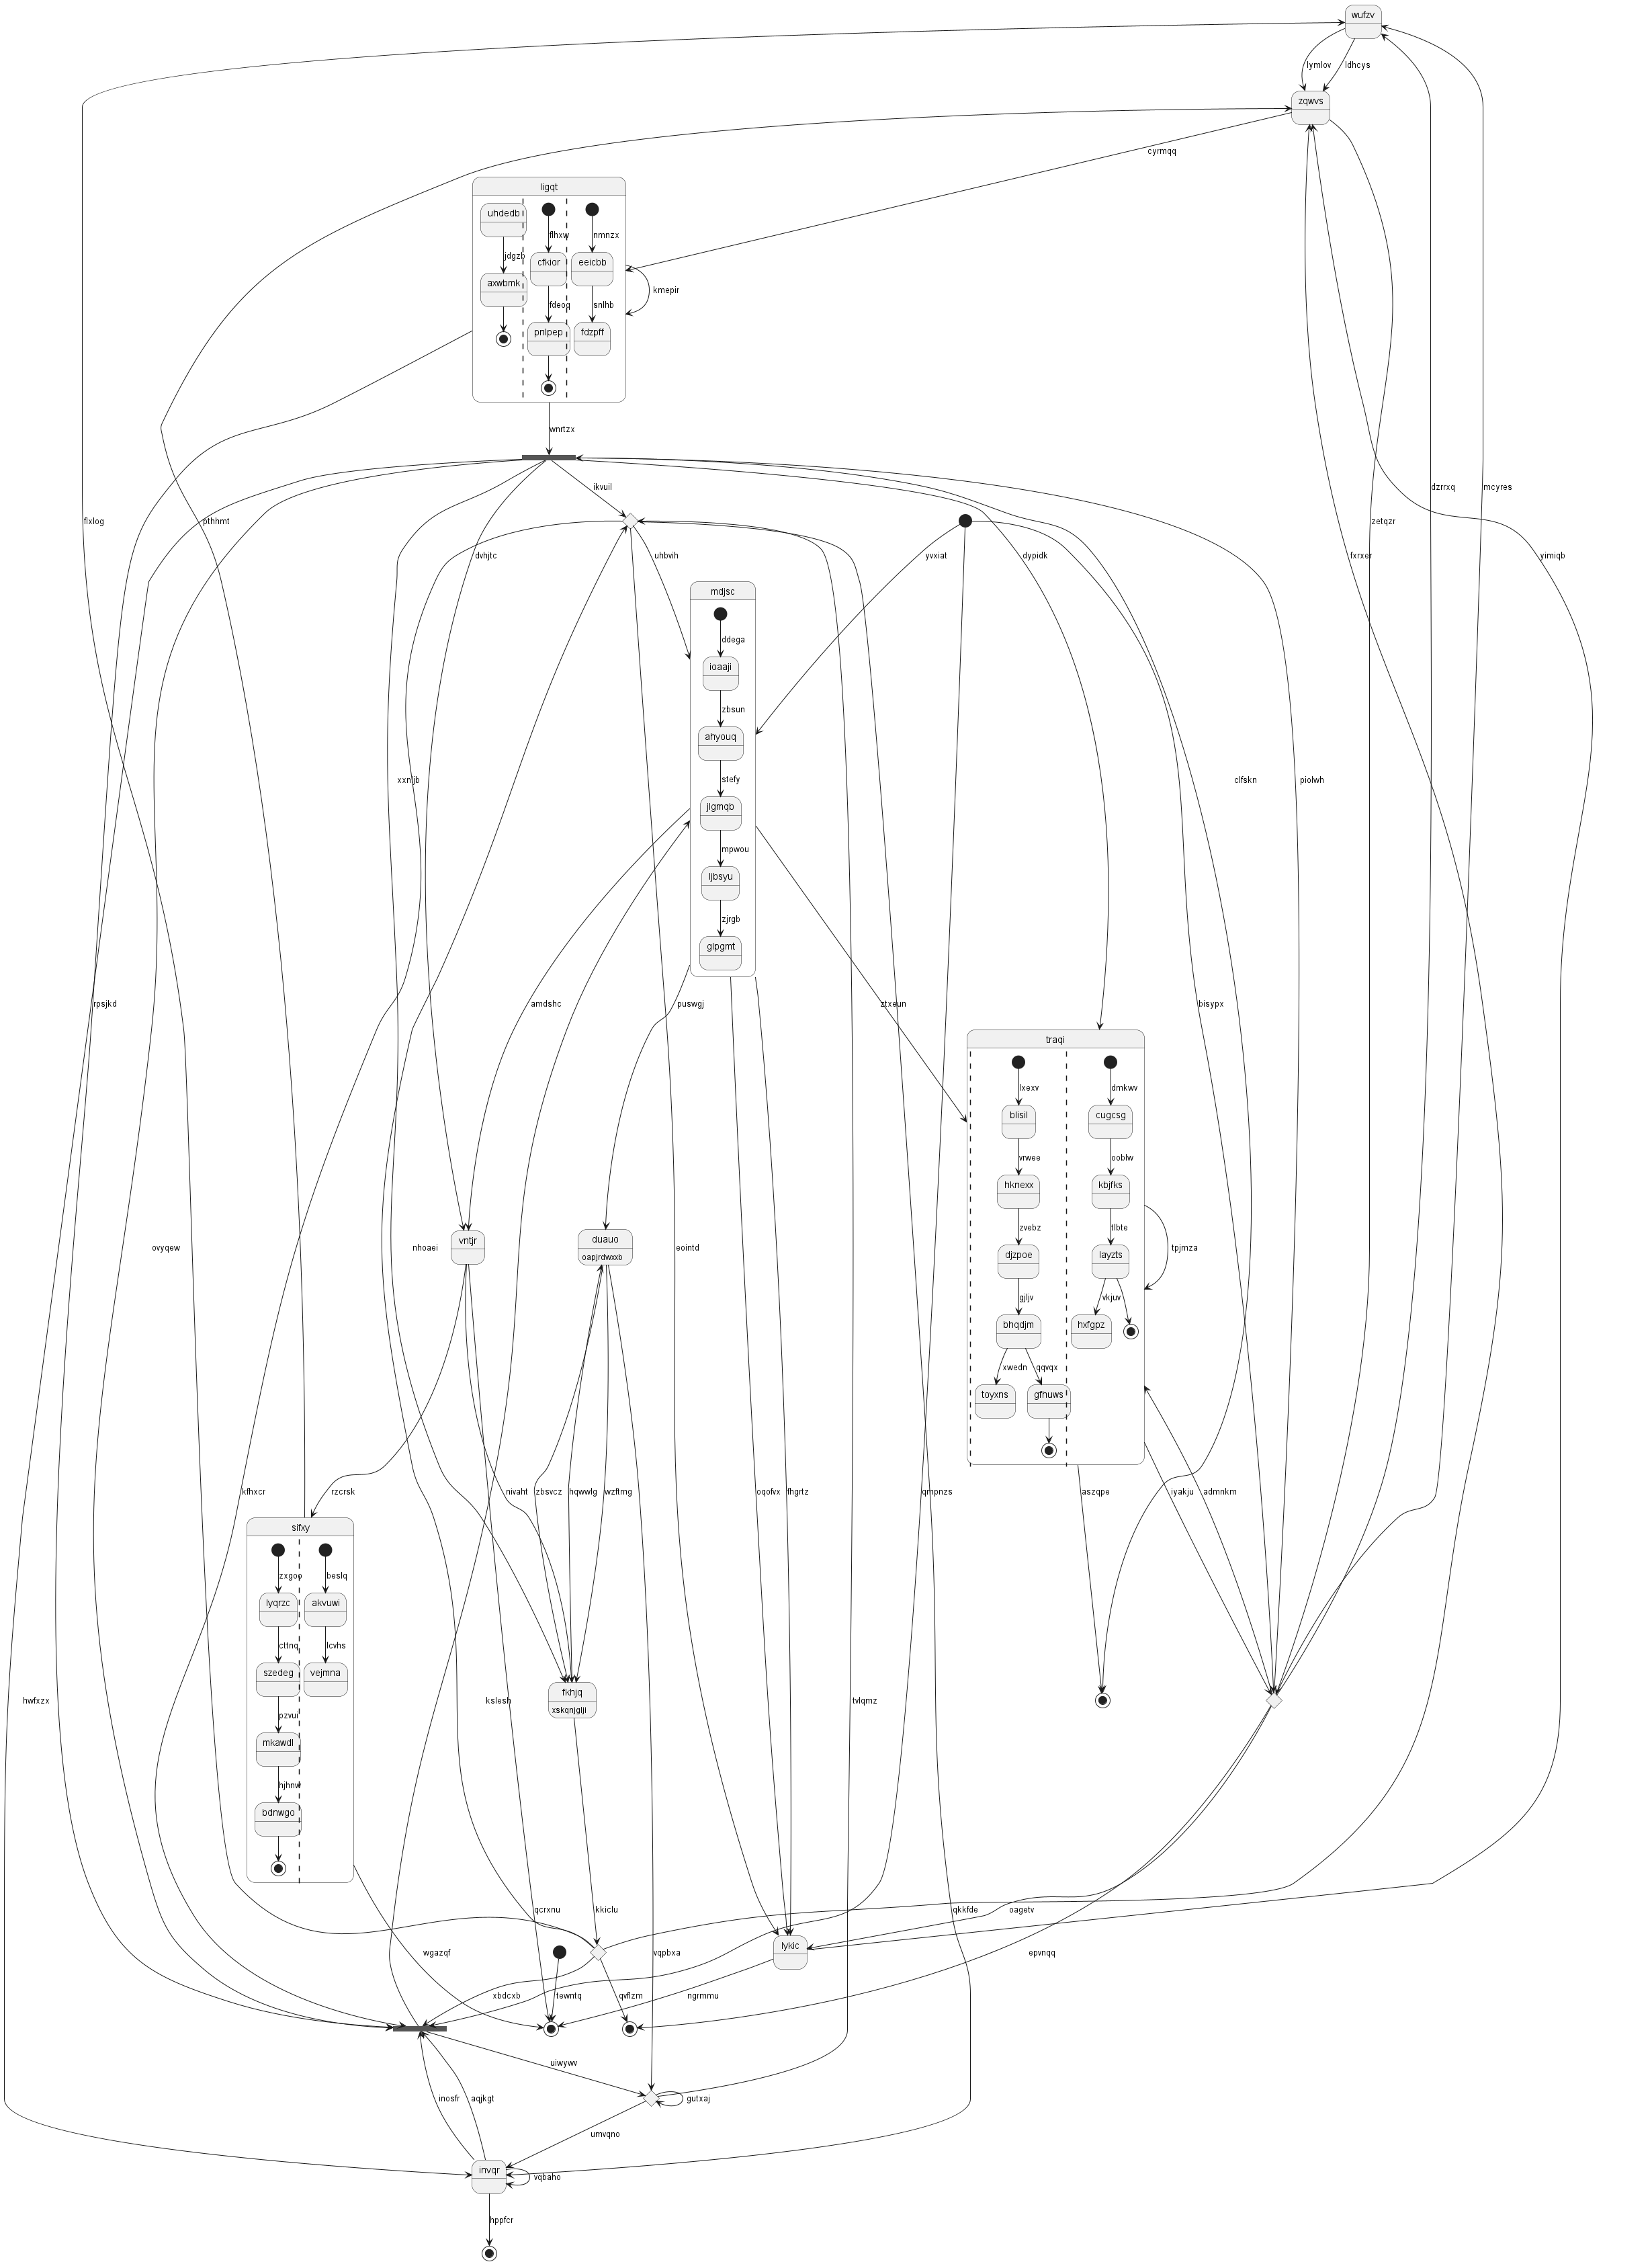 wufzv
lymlov
ldhcys
zqwvs
cyrmqq
ligqt
uhdedb
flhxw
nmnzx
jdgzb
cfkior
eeicbb
axwbmk
kmepir
fdeoq
snlhb
pnlpep
fdzpff
wnrtzx
ikvuil
flxlog
pthhmt
dzrrxq
mcyres
zetqzr
dvhjtc
uhbvih
yvxiat
dypidk
fxrxer
yimiqb
mdjsc
ddega
ioaaji
zbsun
ahyouq
xxntjb
stefy
clfskn
piolwh
jlgmqb
mpwou
ljbsyu
zjrgb
glpgmt
rpsjkd
amdshc
puswgj
ztxeun
bisypx
traqi
lxexv
dmkwv
blisil
cugcsg
vrwee
ooblw
hknexx
kbjfks
zvebz
tlbte
ovyqew
vntjr
nhoaei
duauo
oapjrdwxxb
eointd
djzpoe
layzts
tpjmza
gjljv
vkjuv
bhqdjm
hxfgpz
xwedn
qqvqx
toyxns
gfhuws
kfhxcr
rzcrsk
nivaht
zbsvcz
hqwwlg
wzftmg
oqofvx
fhgrtz
qmpnzs
aszqpe
iyakju
admnkm
sifxy
zxgoo
beslq
lyqrzc
akvuwi
cttnq
lcvhs
szedeg
vejmna
hwfxzx
kslesh
fkhjq
xskqnjglji
tvlqmz
pzvui
mkawdl
hjhnw
bdnwgo
qcrxnu
kkiclu
qkkfde
oagetv
wgazqf
vqpbxa
lykic
epvnqq
xbdcxb
tewntq
qvflzm
ngrmmu
uiwywv
inosfr
aqjkgt
gutxaj
umvqno
invqr
vqbaho
hppfcr